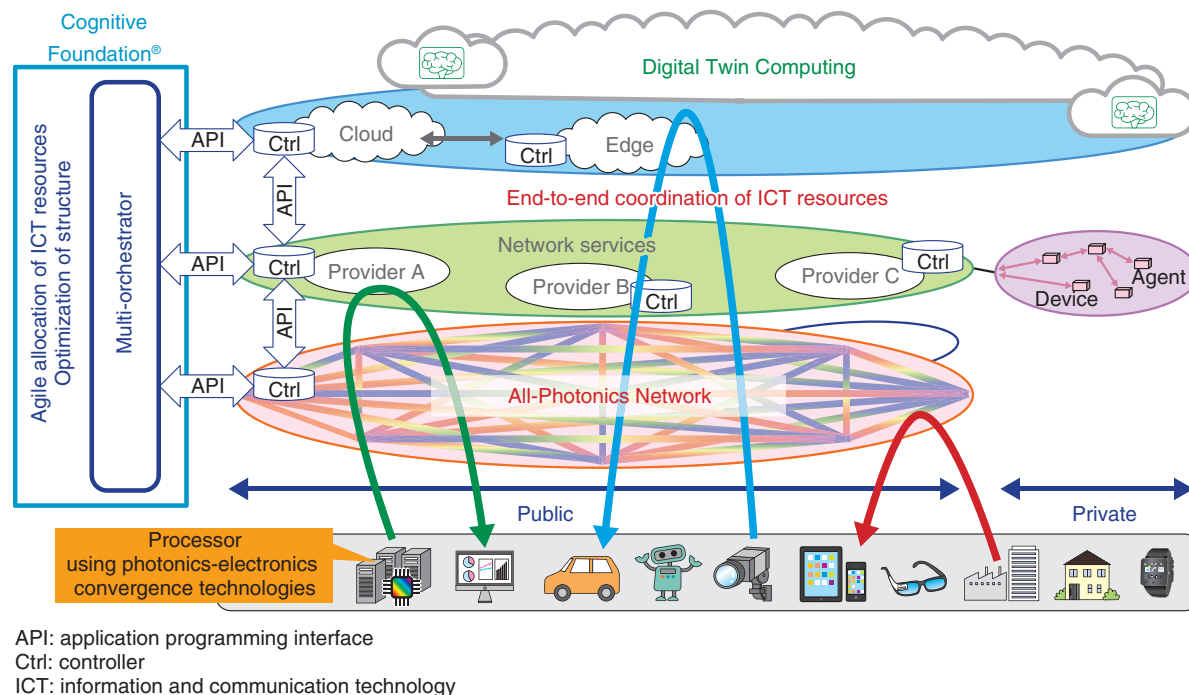 Cognitive
Foundation®
Agile allocation of ICT resources
Optimization of structure
Multi-orchestrator
Digital Twin Computing
API
Ctrl
Cloud
Ctrl
Edge
API
End-to-end coordination of ICT resources
Network services
API
Ctrl
Provider A
Provider B
Ctrl
Provider C
Ctrl
Agent
Device
API
API
Ctrl
All-Photonics Network
Public
Private
Processor
using photonics-electronics
convergence technologies
API: application programming interface
Ctrl: controller
ICT: information and communication technology